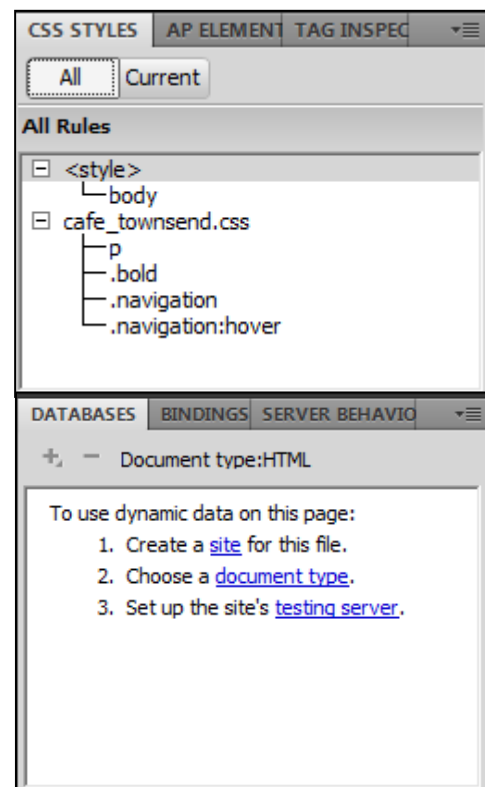 CSS STYLES AP ELEMENT TAG INSPEC
All Current
All Rules
<style>
body
cafe_townsend.css
p
.bold
.navigation
.navigation:hover
DATABASES BINDINGS SERVER BEHAVIO
Document type:HTML
To use dynamic data on this page:
1. Create a site for this file.
2. Choose a document type.
3. Set up the site's testing server.